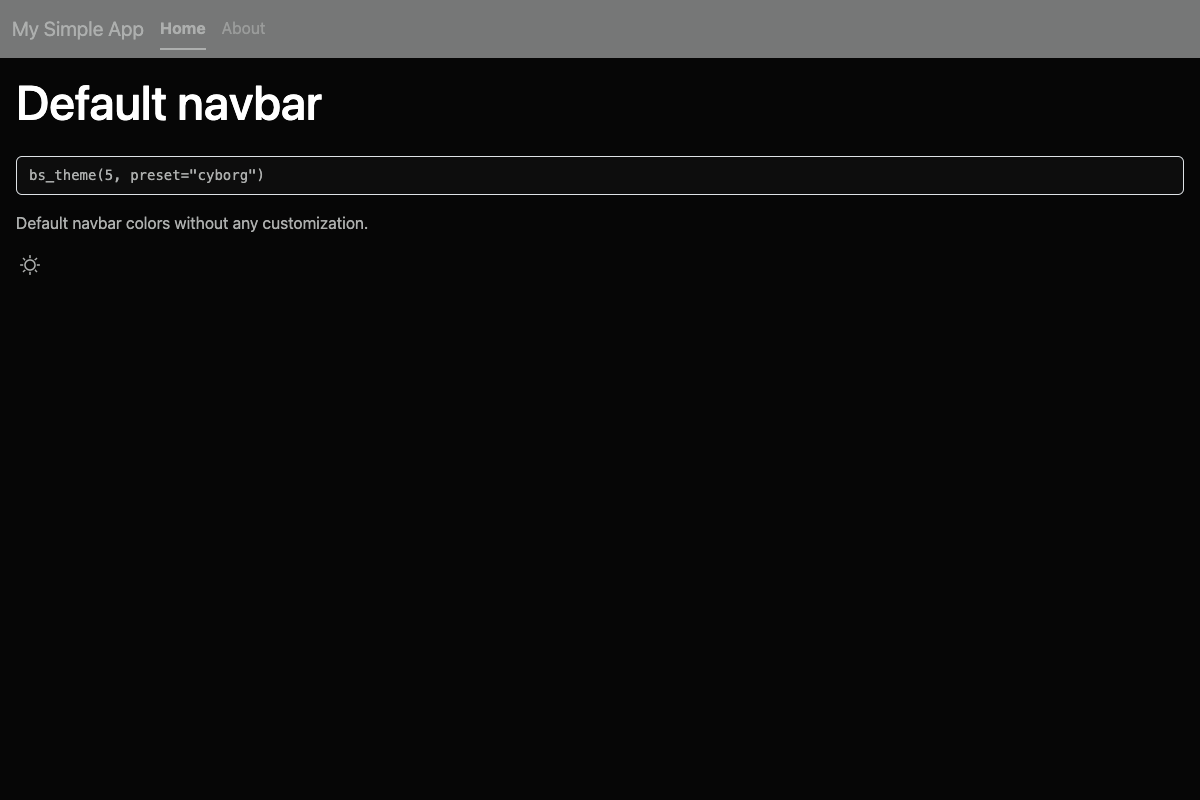 My Simple App Home About
Default navbar
bs_theme(5, preset="cyborg")
Default navbar colors without any customization.